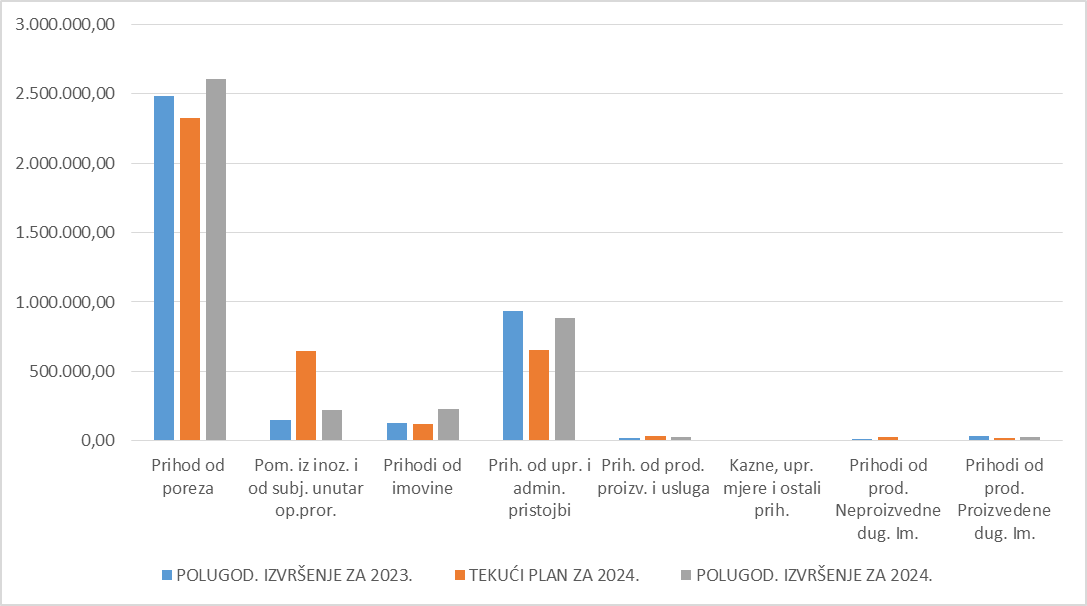 3.000.000,00
2.500.000,00
2.000.000,00
1.500.000,00
1.000.000,00
500.000,00
0,00
Prihod od
poreza
Pom. iz inoz. i
od subj. unutar
op.pror.
Prihodi od
imovine
Prih. od upr. i
admin.
pristojbi
Prih. od prod.
proizv. i usluga
Kazne, upr.
mjere i ostali
prih.
Prihodi od
prod.
Neproizvedne
dug. Im.
Prihodi od
prod.
Proizvedene
dug. Im.
POLUGOD. IZVRŠENJE ZA 2023.
TEKUĆI PLAN ZA 2024.
POLUGOD. IZVRŠENJE ZA 2024.